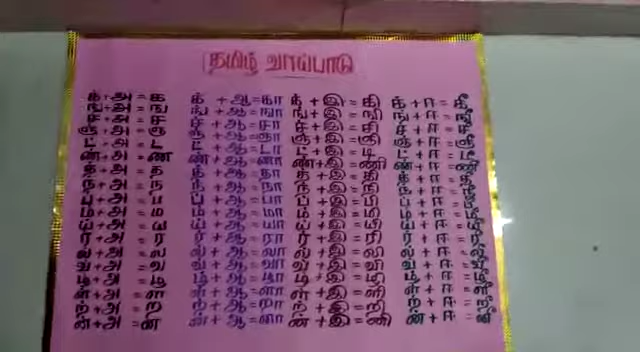 தமிழ் வாய்பாடு
க் + அ = க க் + ஆ = கா க் + இ = கி க் + ஈ = கீ
ங் + அ = ங ங் + ஆ = ஙா ங் + இ = ஙி ங் + ஈ = ஙீ
ச் + அ = ச ச் + ஆ = சா ச் + இ = சி ச் + ஈ = சீ
ஞ் + அ = ஞ ஞ் + ஆ = ஞா ஞ் + இ = ஞி ஞ் + ஈ = ஞீ
ட் + அ = ட ட் + ஆ = டா ட் + இ = டி ட் + ஈ = டீ
ண் + அ = ண ண் + ஆ = ணா ண் + இ = ணி ண் + ஈ = ணீ
த் + அ = த த் + ஆ = தா த் + இ = தி த் + ஈ = தீ
ந் + அ = ந ந் + ஆ = நா ந் + இ = நி ந் + ஈ = நீ
ப் + அ = ப ப் + ஆ = பா ப் + இ = பி ப் + ஈ = பீ
ம் + அ = ம ம் + ஆ = மா ம் + இ = மி ம் + ஈ = மீ
ய் + அ = ய ய் + ஆ = யா ய் + இ = யி ய் + ஈ = யீ
ர் + அ = ர ர் + ஆ = ரா ர் + இ = ரி ர் + ஈ = ரீ
ல் + அ = ல ல் + ஆ = லா ல் + இ = லி ல் + ஈ = லீ
வ் + அ = வ வ் + ஆ = வா வ் + இ = வி வ் + ஈ = வீ
ழ் + அ = ழ ழ் + ஆ = ழா ழ் + இ = ழி ழ் + ஈ = ழீ
ள் + அ = ள ள் + ஆ = ளா ள் + இ = ளி ள் + ஈ = ளீ
ற் + அ = ற ற் + ஆ = றா ற் + இ = றி ற் + ஈ = றீ
ன் + அ = ன ன் + ஆ = னா ன் + இ = னி ன் + ஈ = னீ